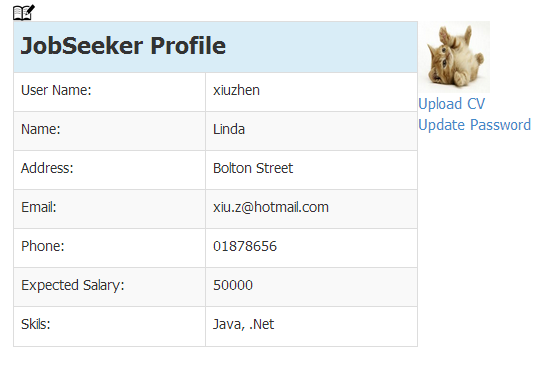 JobSeeker Profile
User Name: xiuzhen
Name: Linda
Address: Bolton Street
Email: xiu.z@hotmail.com
Phone: 01878656
Expected Salary: 50000
Skils: Java, .Net
Upload CV
Update Password